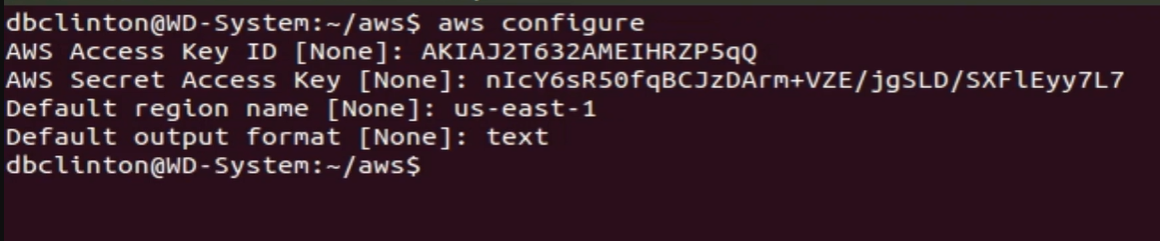 dbclinton@WD-System:~/aws$ aws configure
AWS Access Key ID [None]: AKIAJ2T632AMEIHRZP5qQ
AWS Secret Access Key [None]: nIcY6sR50fqBCJzDArm+VZE/jgSLD/SXFlEyy7L7
Default region name [None]: us-east-1
Default output format [None]: text
dbclinton@WD-System:~/aws$